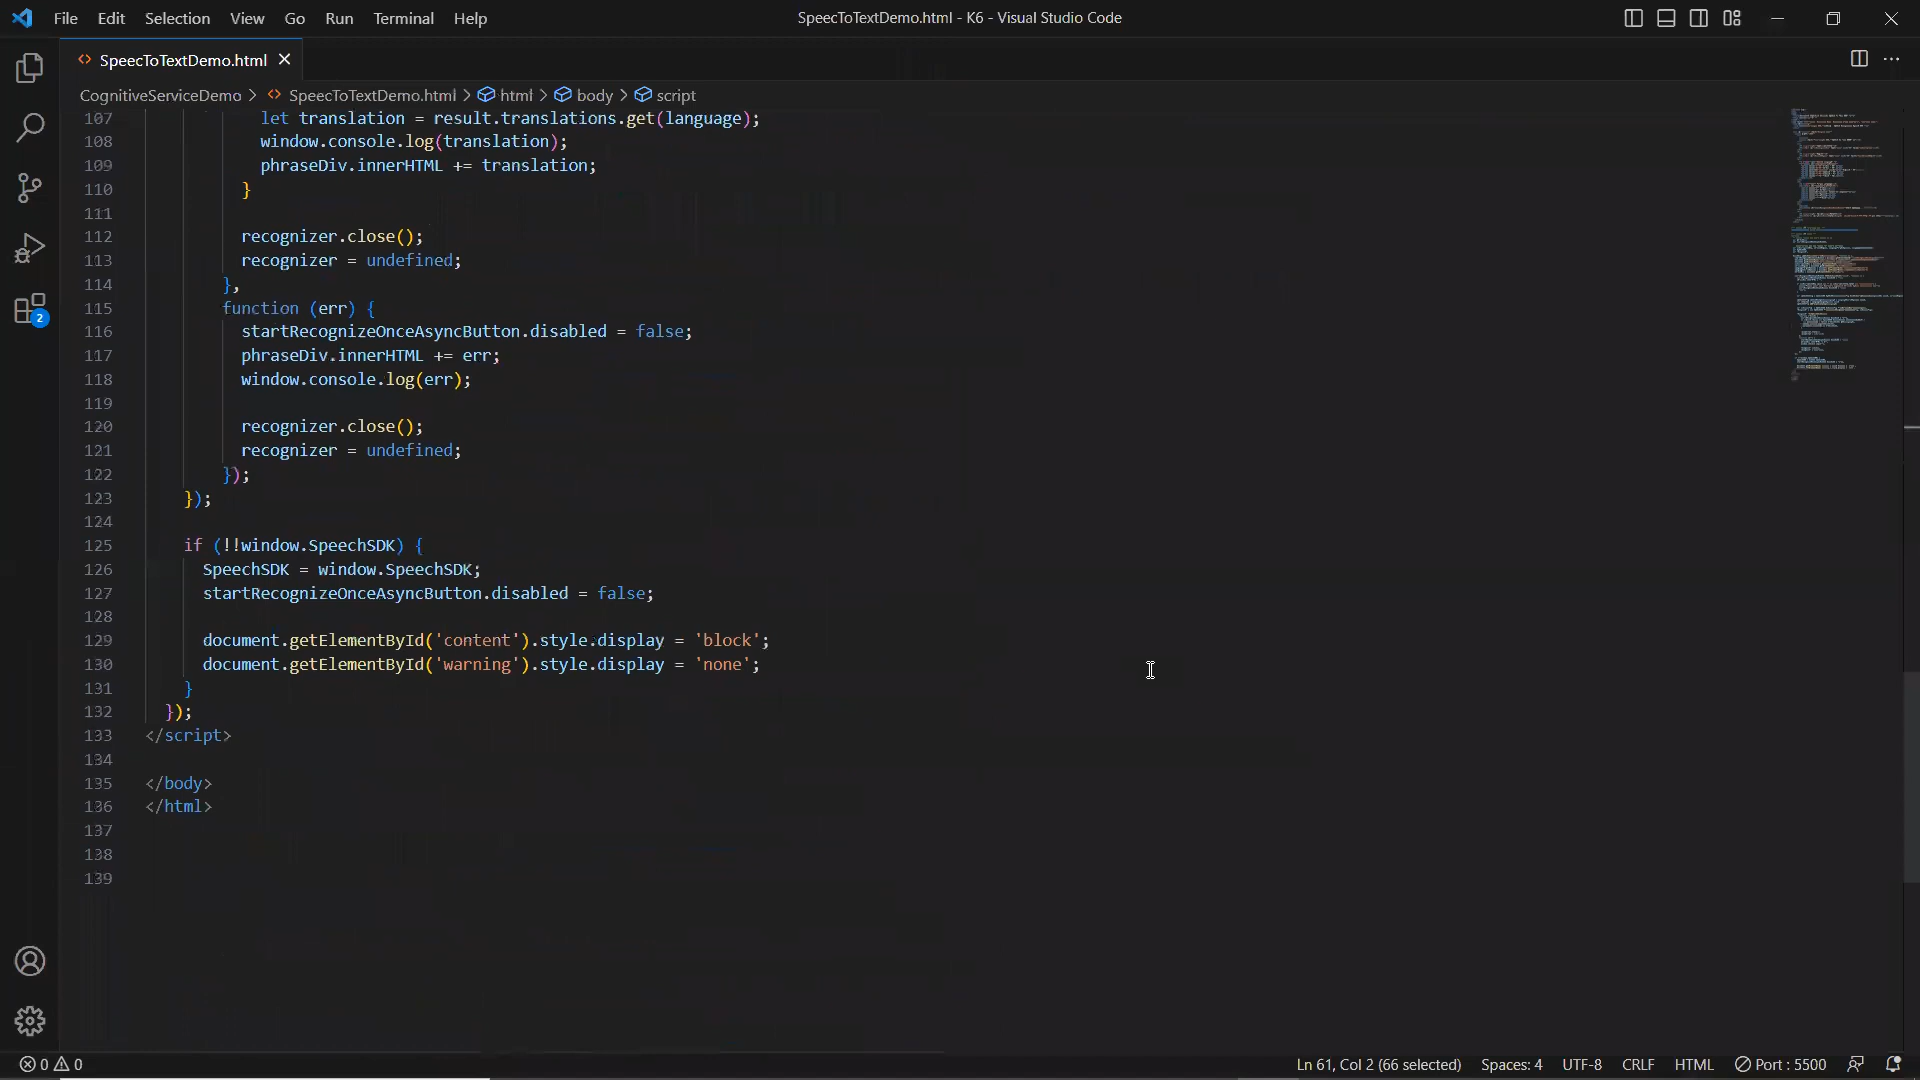 File Edit Selection View Go Run Terminal Help SpeecToTextDemo.html - K6 - Visual Studio Code
<> SpeecToTextDemo.html ×
CognitiveServiceDemo > <> SpeecToTextDemo.html > html > body > script
107 let translation = result.translations.get(language);
108 window.console.log(translation);
109 phraseDiv.innerHTML += translation;
110 }
111
112 recognizer.close();
113 recognizer = undefined;
114 },
115 function (err) {
116 startRecognizeOnceAsyncButton.disabled = false;
117 phraseDiv.innerHTML += err;
118 window.console.log(err);
119
120 recognizer.close();
121 recognizer = undefined;
122 });
123 });
124
125 if (!!window.SpeechSDK) {
126 SpeechSDK = window.SpeechSDK;
127 startRecognizeOnceAsyncButton.disabled = false;
128
129 document.getElementById('content').style.display = 'block';
130 document.getElementById('warning').style.display = 'none';
131 }
132 });
133 </script>
134
135 </body>
136 </html>
137
138
139
2
0 0 Ln 61, Col 2 (66 selected) Spaces: 4 UTF-8 CRLF HTML Port : 5500